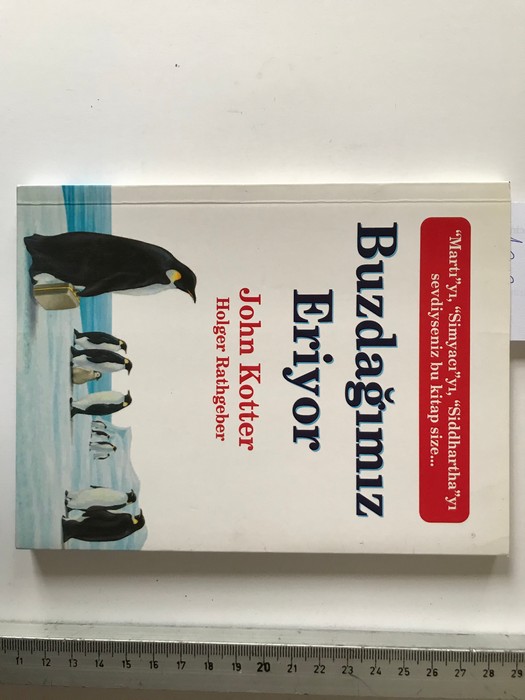 “Martı”yı, “Simyacı”yı, “Siddhartha”yı
sevdiyseniz bu kitap size...
Buzdağımız
Eriyor
John Kotter
Holger Rathgeber
11 12 13 14 15 16 17 18 19 20 21 22 23 24 25 26 27 28 29